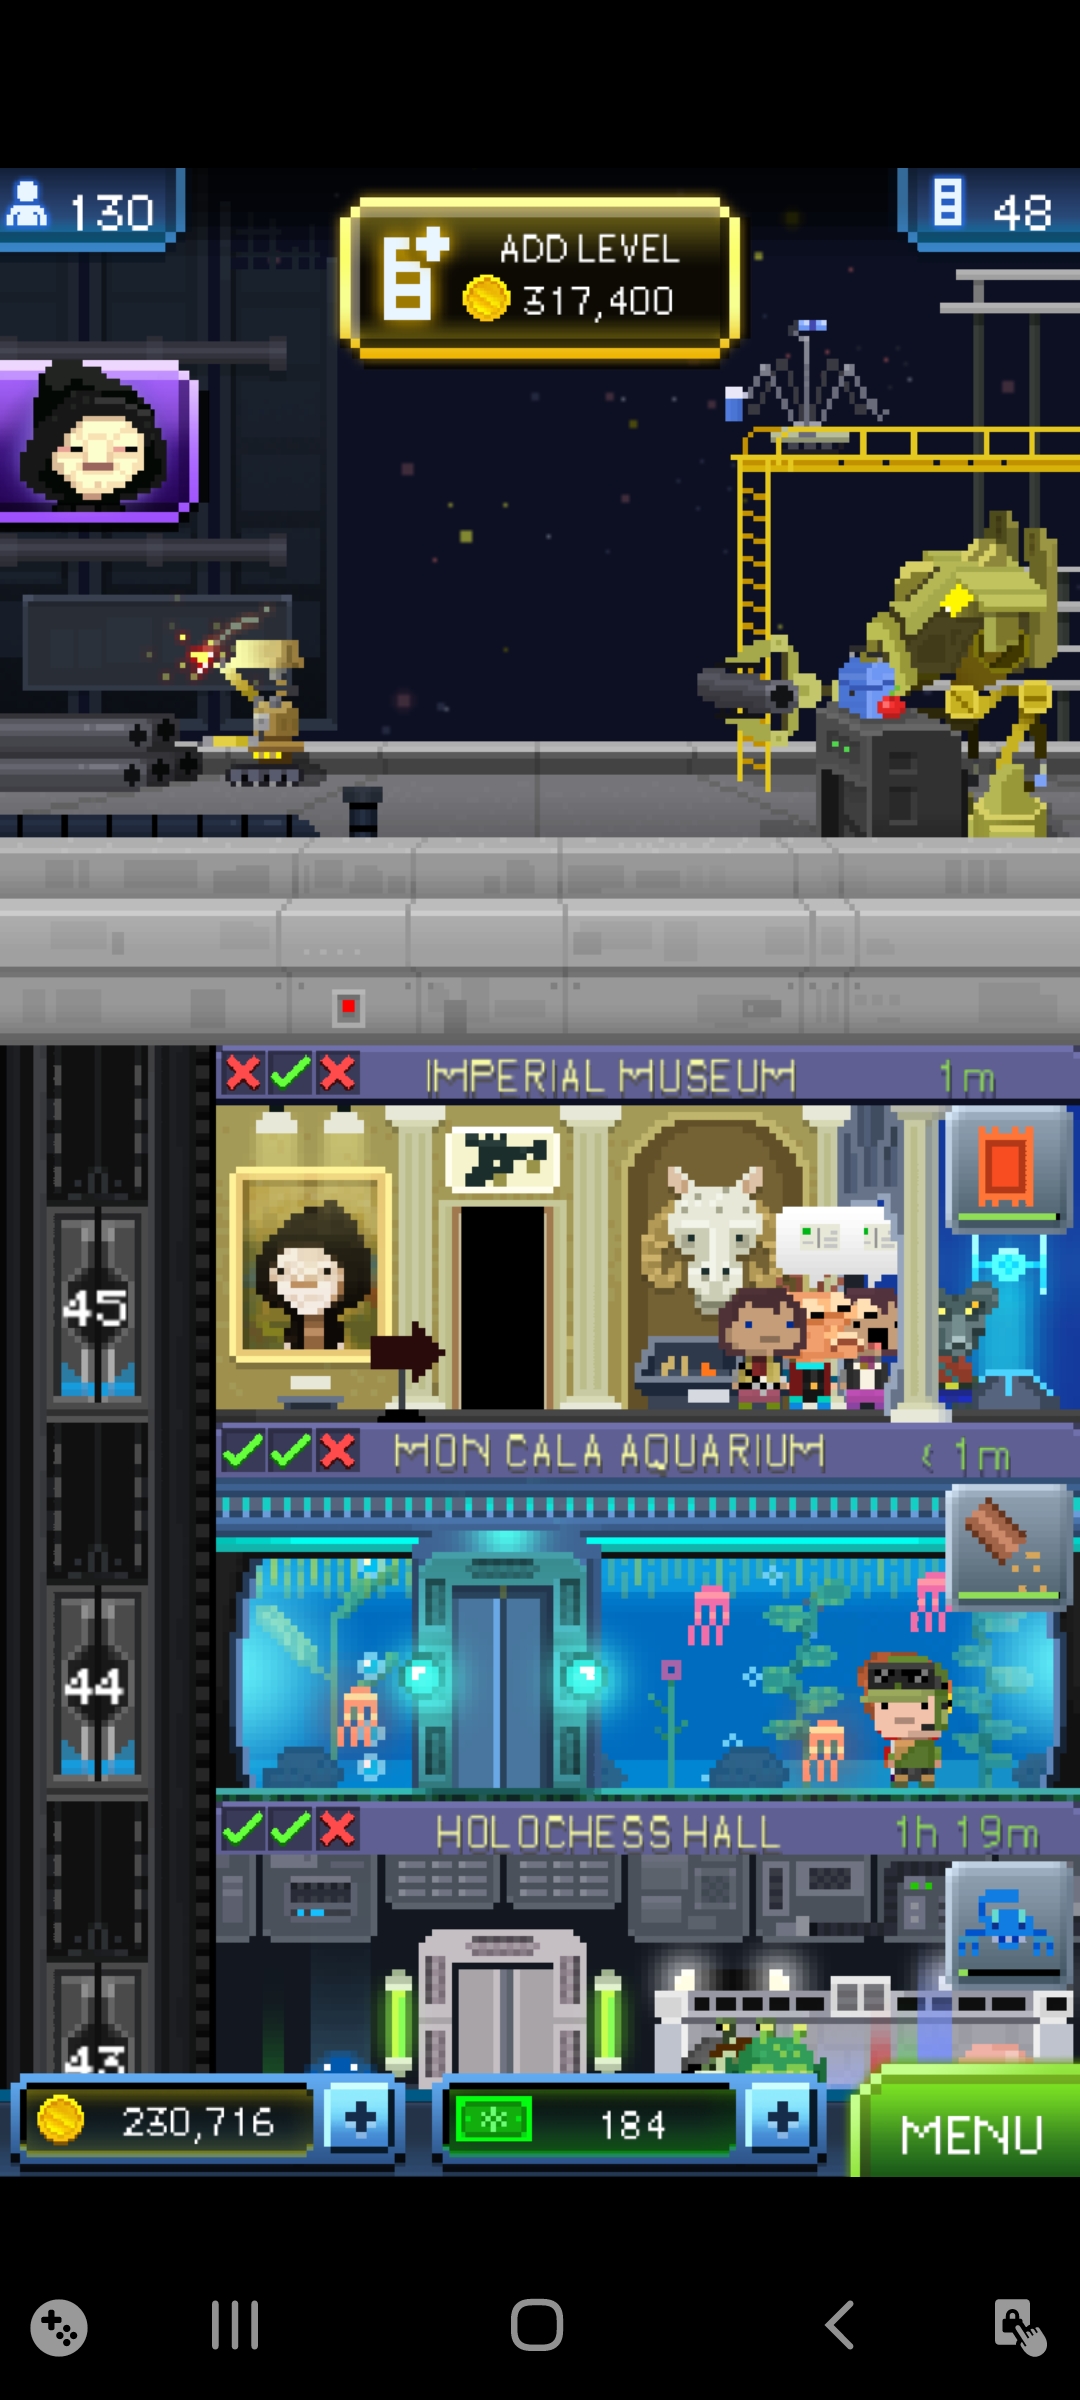 130
48
ADD LEVEL
317,400
IMPERIAL MUSEUM 1m
45
MON CALA AQUARIUM < 1m
44
HOLOCHESS HALL 1h 19m
43
230,716
184
MENU